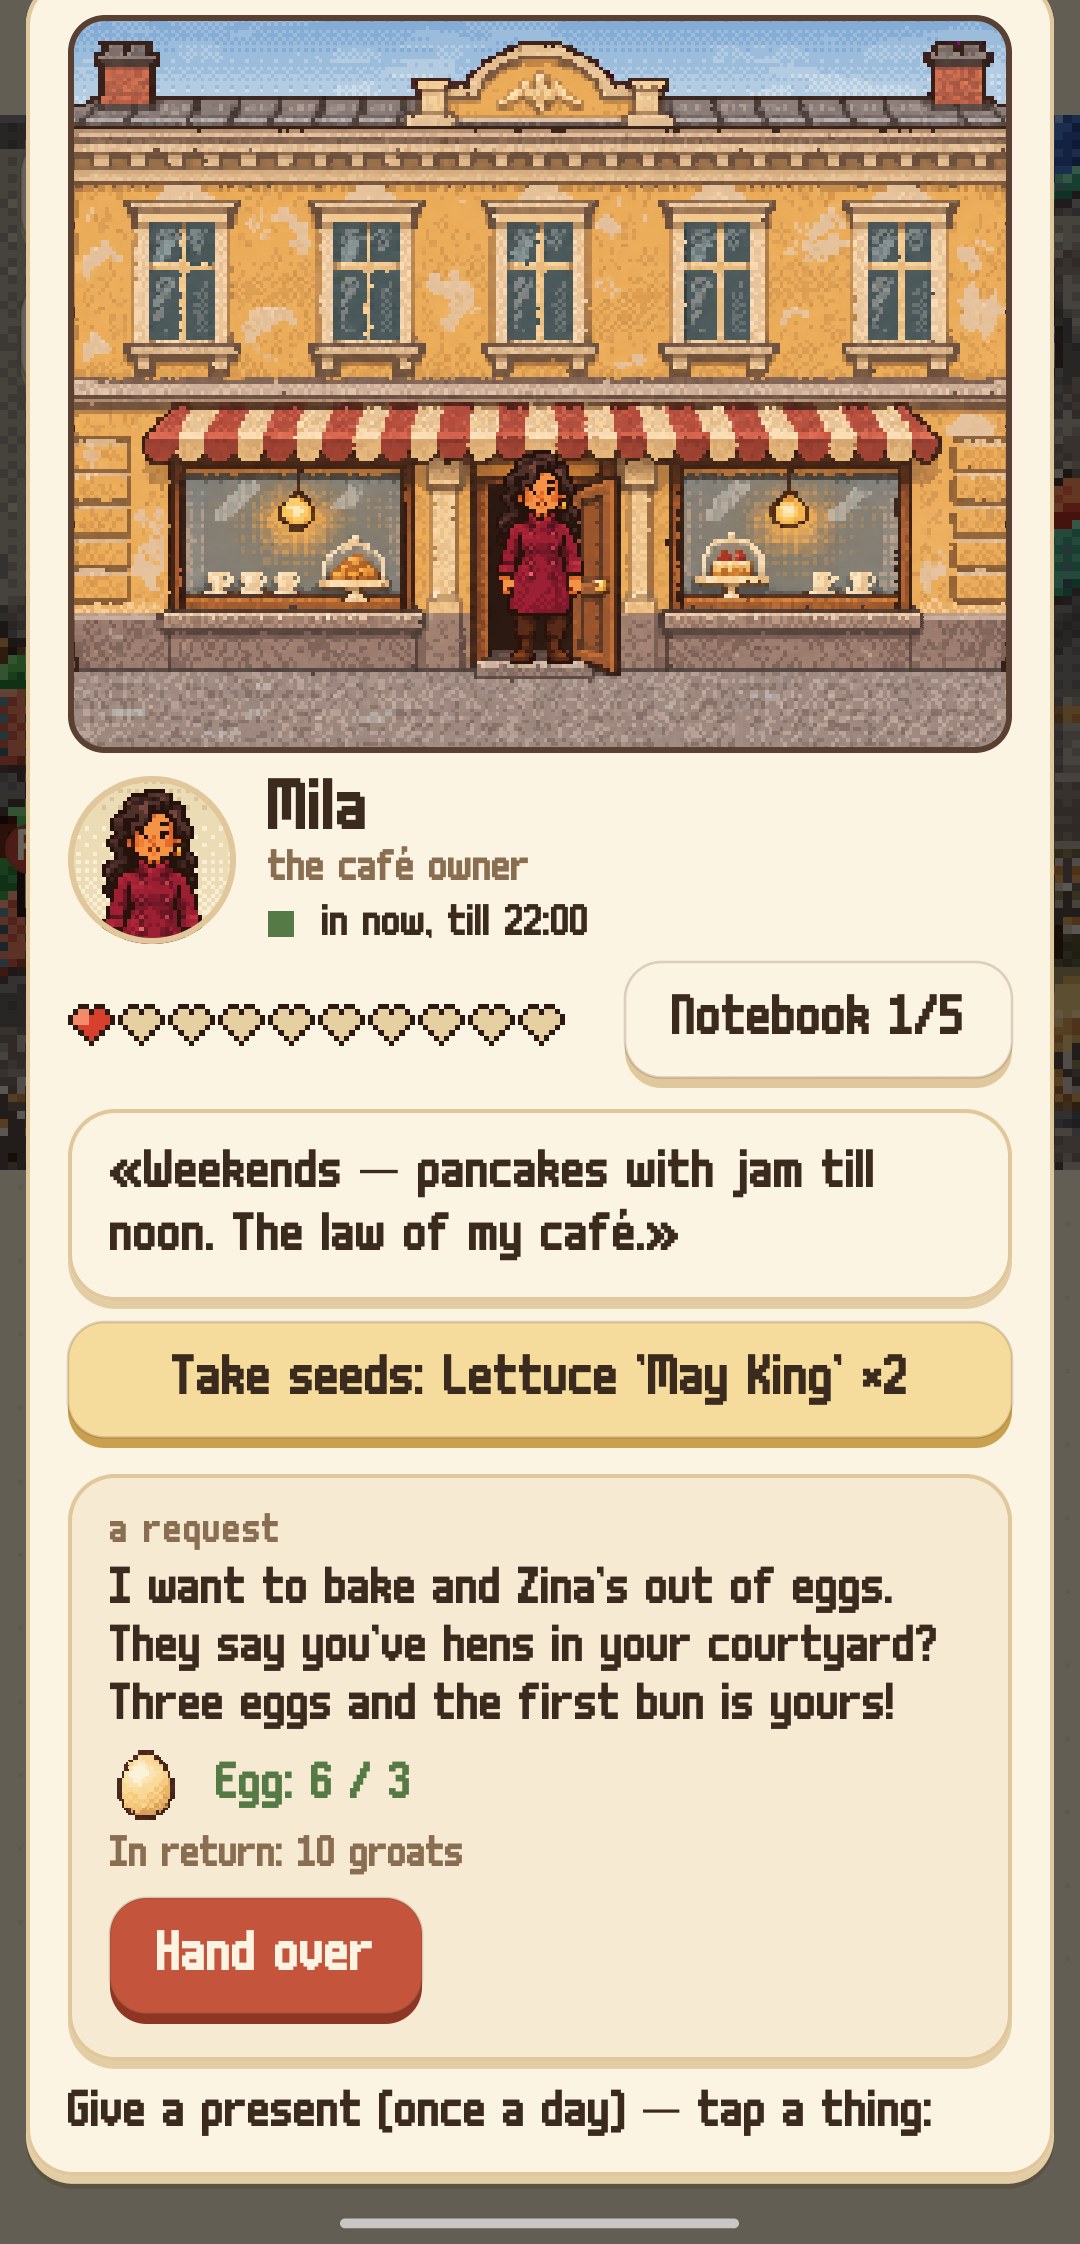 Mila
the café owner
in now, till 22:00
Notebook 1/5
«Weekends — pancakes with jam till
noon. The law of my café.»
Take seeds: Lettuce 'May King' ×2
a request
I want to bake and Zina's out of eggs.
They say you've hens in your courtyard?
Three eggs and the first bun is yours!
Egg: 6 / 3
In return: 10 groats
Hand over
Give a present (once a day) — tap a thing: